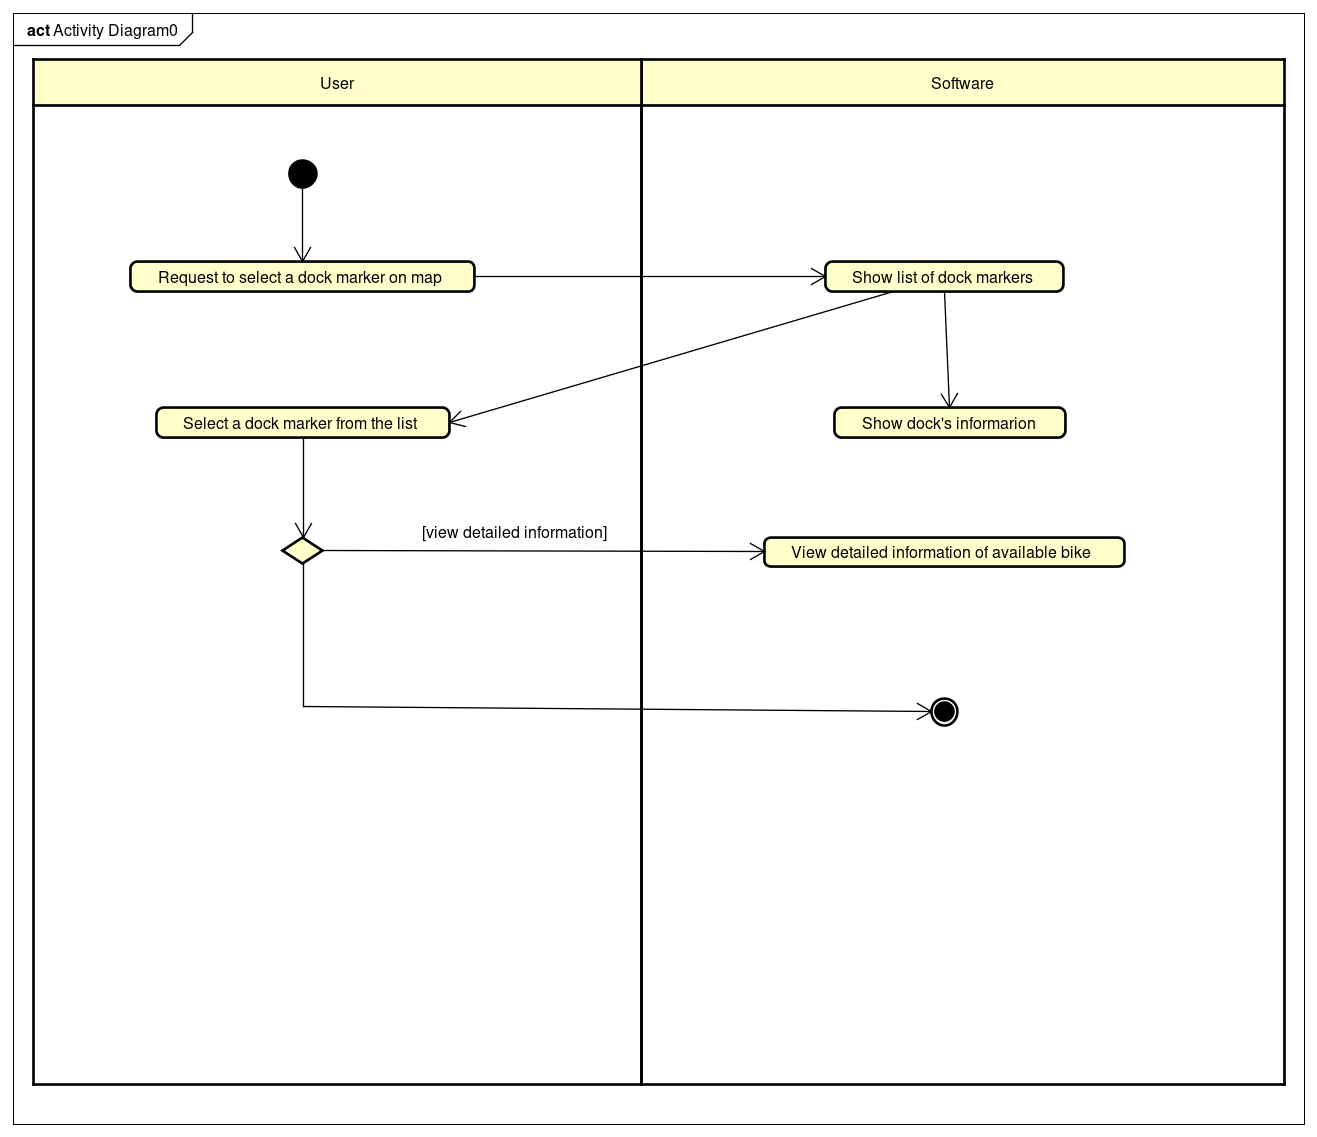 act Activity Diagram0
User
Software
Request to select a dock marker on map
Show list of dock markers
Select a dock marker from the list
Show dock's informarion
[view detailed information]
View detailed information of available bike